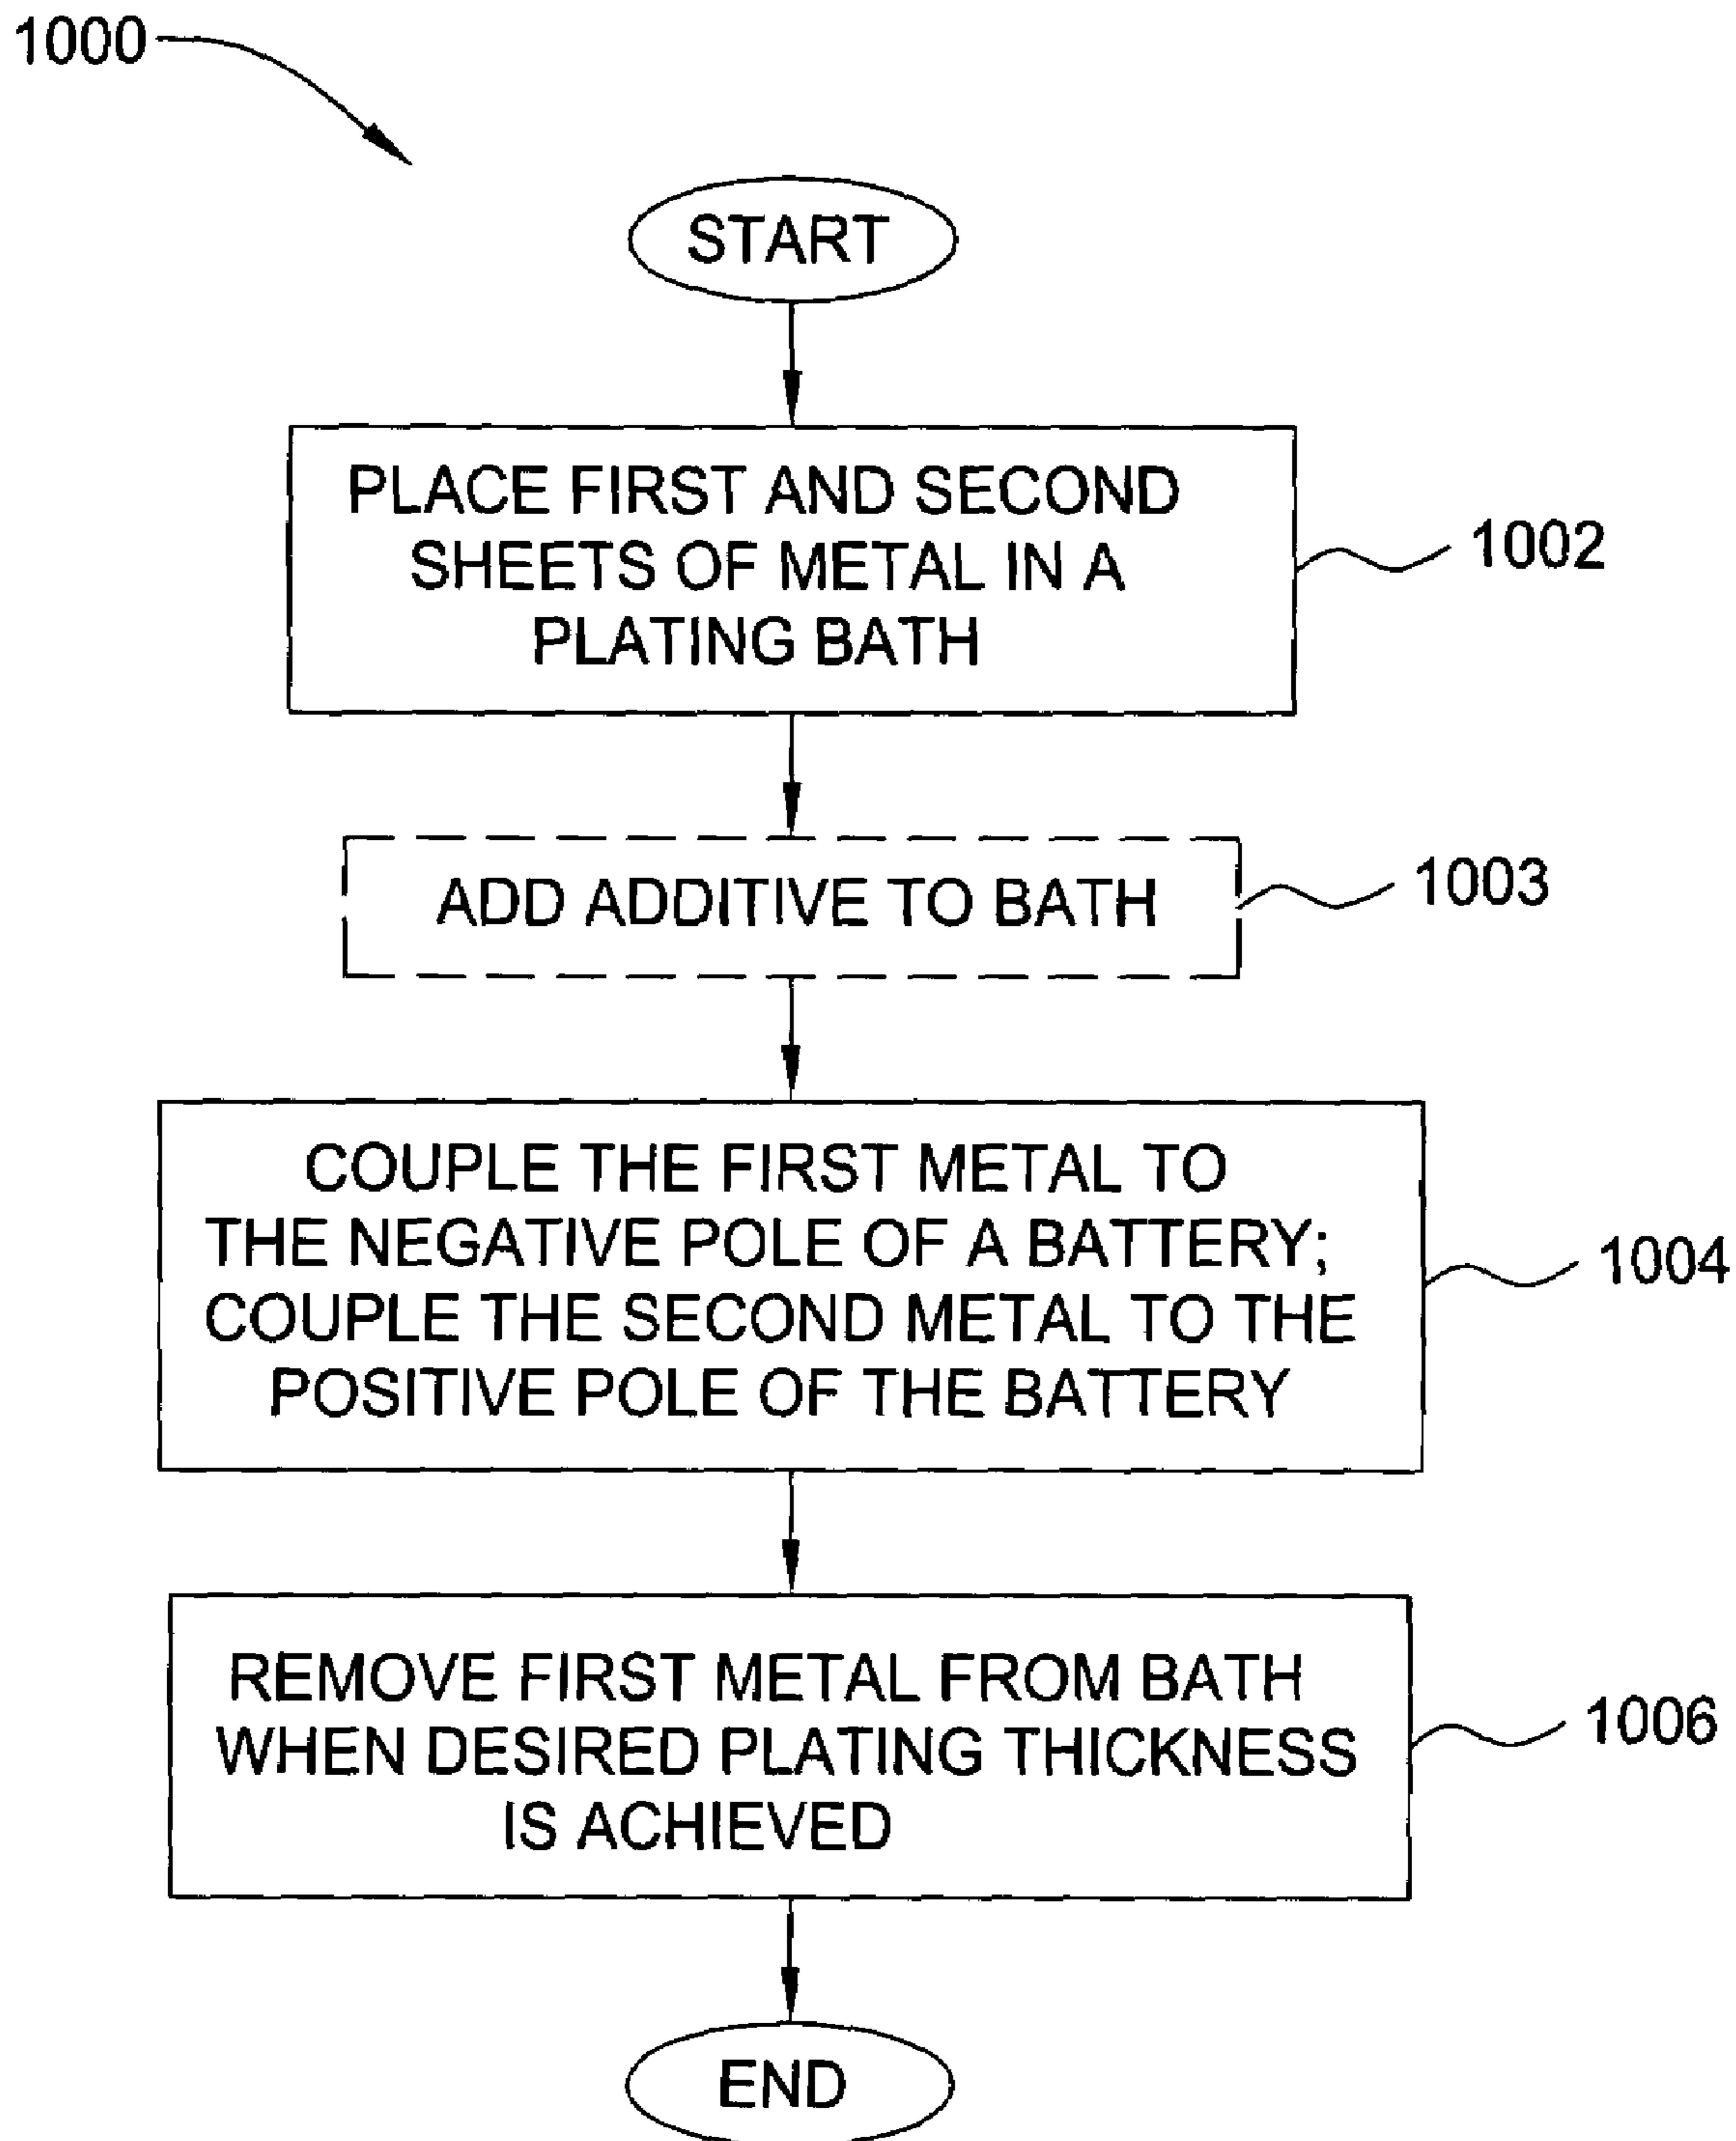 1000
START
PLACE FIRST AND SECOND
SHEETS OF METAL IN A
PLATING BATH
1002
ADD ADDITIVE TO BATH
1003
COUPLE THE FIRST METAL TO
THE NEGATIVE POLE OF A BATTERY;
COUPLE THE SECOND METAL TO THE
POSITIVE POLE OF THE BATTERY
1004
REMOVE FIRST METAL FROM BATH
WHEN DESIRED PLATING THICKNESS
IS ACHIEVED
1006
END